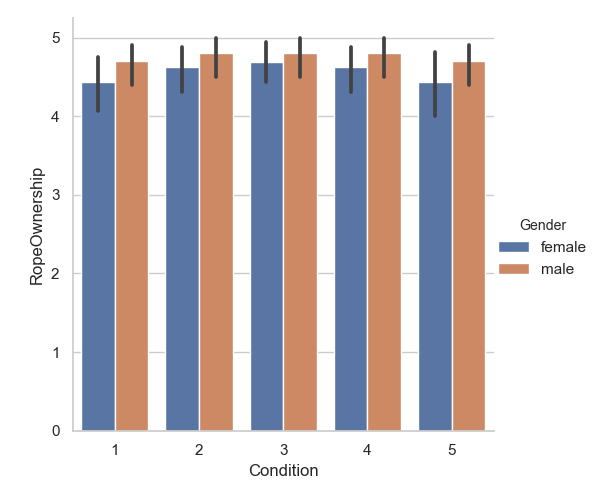 5
4
3
2
1
0
RopeOwnership
1 2 3 4 5
Condition
Gender
female
male